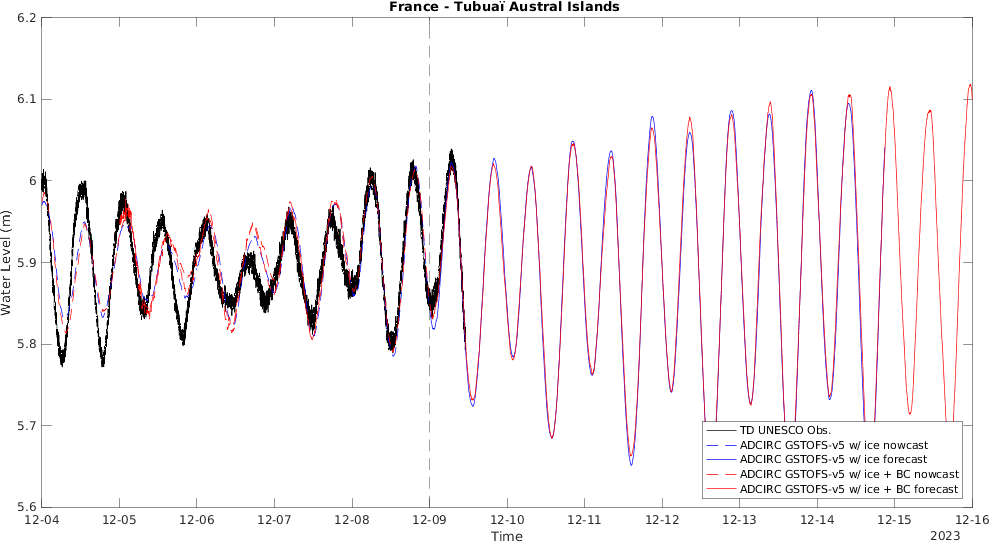 France - Tubuaï Austral Islands
6.2
6.1
6
5.9
5.8
5.7
5.6
Water Level (m)
TD UNESCO Obs.
ADCIRC GSTOFS-v5 w/ ice nowcast
ADCIRC GSTOFS-v5 w/ ice forecast
ADCIRC GSTOFS-v5 w/ ice + BC nowcast
ADCIRC GSTOFS-v5 w/ ice + BC forecast
12-04 12-05 12-06 12-07 12-08 12-09 12-10 12-11 12-12 12-13 12-14 12-15 12-16
Time
2023